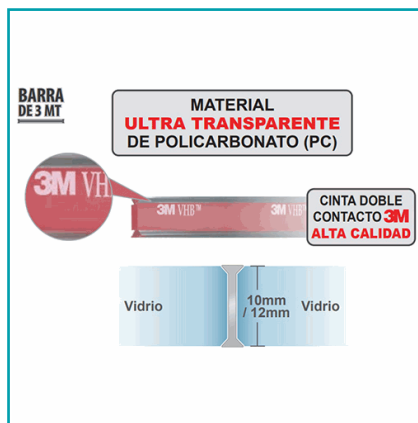 BARRA
DE 3 MT
MATERIAL
ULTRA TRANSPARENTE
DE POLICARBONATO (PC)
3M VH
3M VHB™
3M VHB
CINTA DOBLE
CONTACTO 3M
ALTA CALIDAD
Vidrio
10mm
/ 12mm
Vidrio